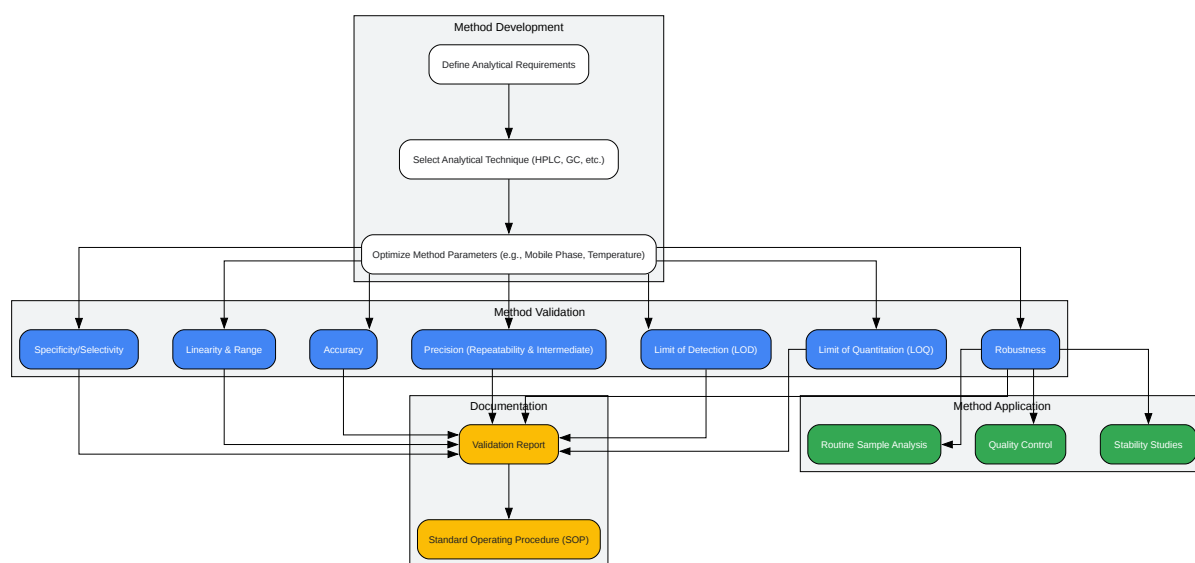 Method Development
Define Analytical Requirements
Select Analytical Technique (HPLC, GC, etc.)
Optimize Method Parameters (e.g., Mobile Phase, Temperature)
Method Validation
Specificity/Selectivity
Linearity & Range
Accuracy
Precision (Repeatability & Intermediate)
Limit of Detection (LOD)
Limit of Quantitation (LOQ)
Robustness
Documentation
Validation Report
Standard Operating Procedure (SOP)
Method Application
Routine Sample Analysis
Quality Control
Stability Studies